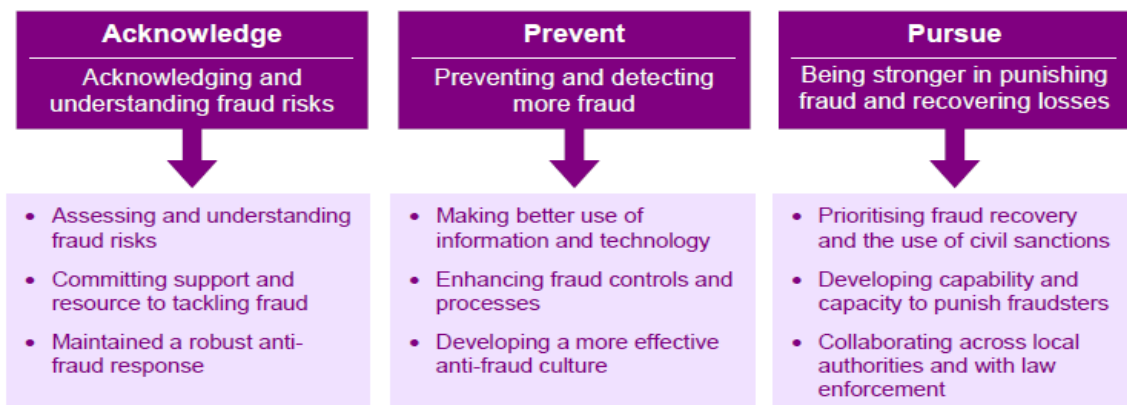 Acknowledge
Acknowledging and
understanding fraud risks
• Assessing and understanding
fraud risks
• Committing support and
resource to tackling fraud
• Maintained a robust anti-
fraud response
Prevent
Preventing and detecting
more fraud
• Making better use of
information and technology
• Enhancing fraud controls and
processes
• Developing a more effective
anti-fraud culture
Pursue
Being stronger in punishing
fraud and recovering losses
• Prioritising fraud recovery
and the use of civil sanctions
• Developing capability and
capacity to punish fraudsters
• Collaborating across local
authorities and with law
enforcement